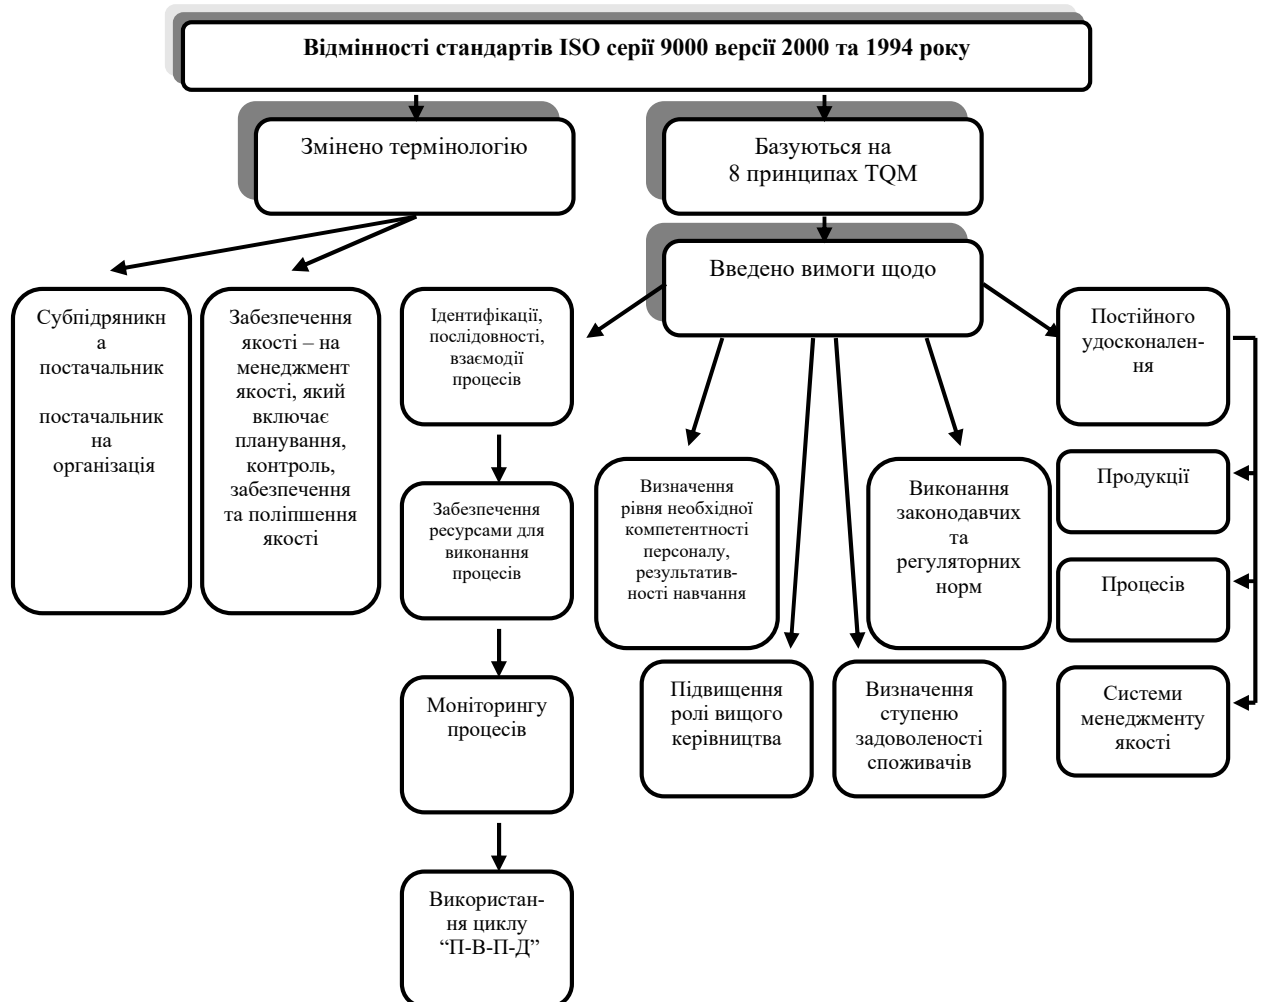 Відмінності стандартів ISO серії 9000 версії 2000 та 1994 року
Змінено термінологію
Базуються на
8 принципах TQM
Введено вимоги щодо
Субпідряникн
а
постачальник
постачальник
на
організація
Забезпечення
якості – на
менеджмент
якості, який
включає
планування,
контроль,
забезпечення
та поліпшення
якості
Ідентифікації,
послідовності,
взаємодії
процесів
Забезпечення
ресурсами для
виконання
процесів
Моніторингу
процесів
Використан-
ня циклу
“П-В-П-Д”
Визначення
рівня необхідної
компетентності
персоналу,
результатив-
ності навчання
Підвищення
ролі вищого
керівництва
Визначення
ступеню
задоволеності
споживачів
Виконання
законодавчих
та
регуляторних
норм
Постійного
удосконален-
ня
Продукції
Процесів
Системи
менеджменту
якості